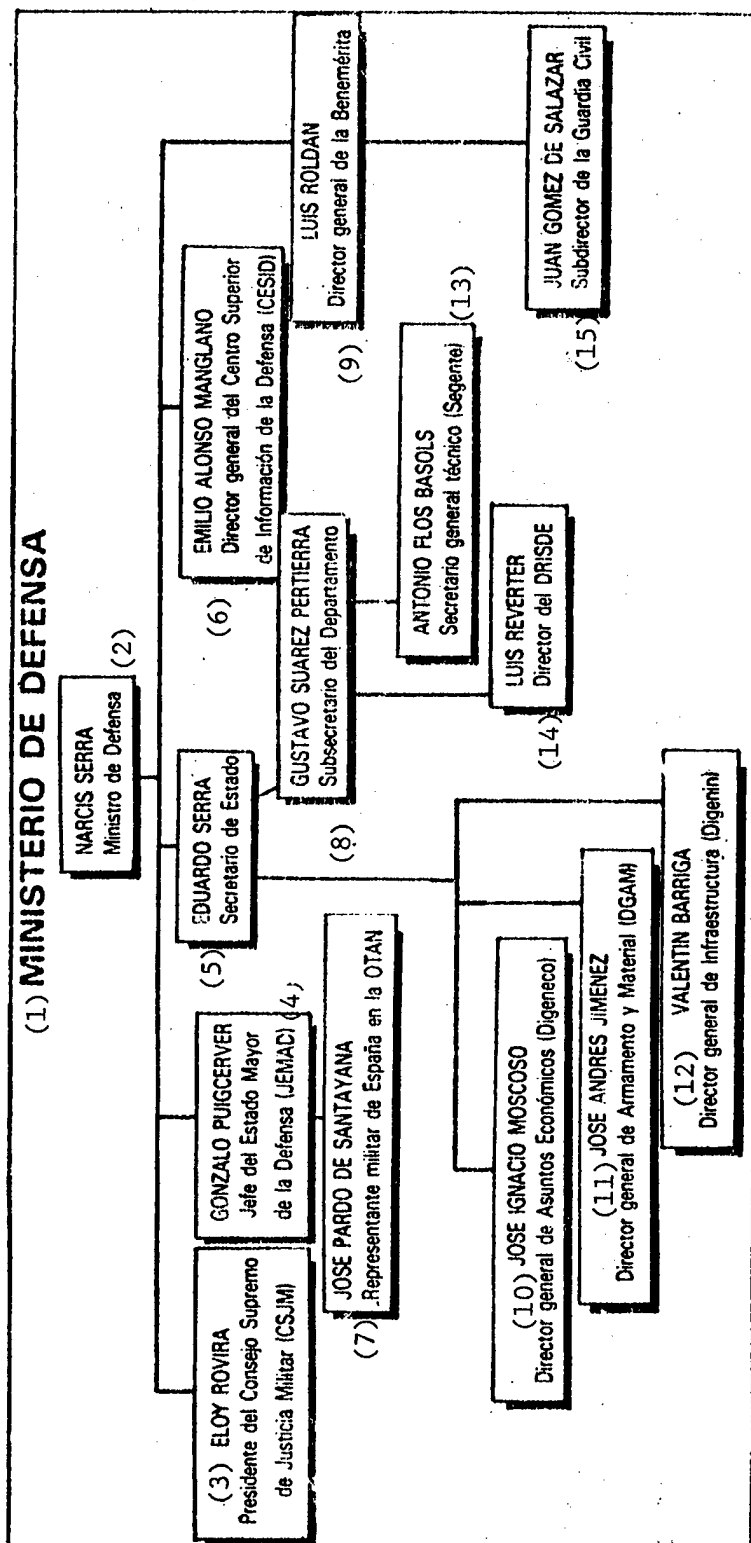 (1) MINISTERIO DE DEFENSA
NARCIS SERRA
Ministro de Defensa
(2)
(3) ELOY ROVIRA
Presidente del Consejo Supremo
de Justicia Militar (CSJM)
GONZALO PUIGCERVER
Jefe del Estado Mayor
de la Defensa (JEMAD)
(4)
EDUARDO SERRA
Secretario de Estado
(5)
EMILIO ALONSO MANGLANO
Director general del Centro Superior
de Información de la Defensa (CESID)
(6)
JOSE PARDO DE SANTAYANA
Representante militar de España en la OTAN
(7)
GUSTAVO SUAREZ PERTIERRA
Subsecretario del Departamento
(8)
LUIS ROLDAN
Director general de la Benemérita
(9)
(10) JOSE IGNACIO MOSCOSO
Director general de Asuntos Económicos (Digeneco)
(11) JOSE ANDRES JIMENEZ
Director general de Armamento y Material (DGAM)
(12) VALENTIN BARRIGA
Director general de Infraestructura (Digenin)
ANTONIO FLOS BASOLS
Secretario general técnico (Segente)
(13)
LUIS REVERTER
Director del DRISDE
(14)
JUAN GOMEZ DE SALAZAR
Subdirector de la Guardia Civil
(15)